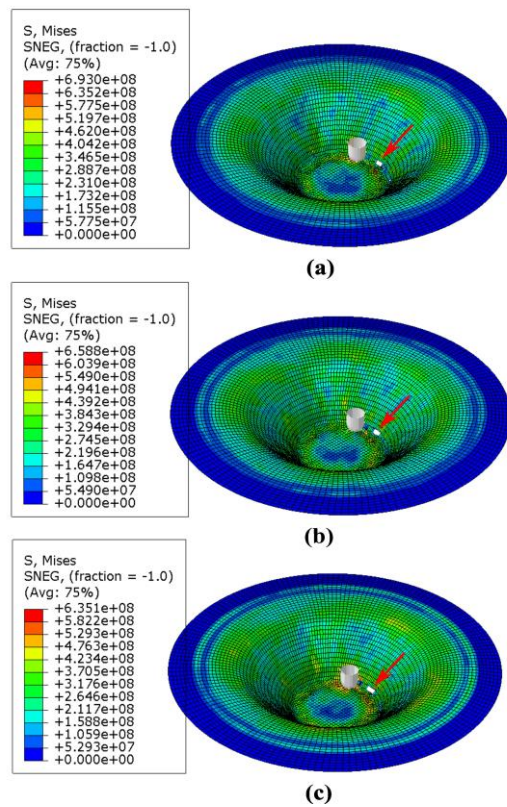 S, Mises
SNEG, (fraction = -1.0)
(Avg: 75%)
+6.930e+08
+6.352e+08
+5.775e+08
+5.197e+08
+4.620e+08
+4.042e+08
+3.465e+08
+2.887e+08
+2.310e+08
+1.732e+08
+1.155e+08
+5.775e+07
+0.000e+00
(a)
S, Mises
SNEG, (fraction = -1.0)
(Avg: 75%)
+6.588e+08
+6.039e+08
+5.490e+08
+4.941e+08
+4.392e+08
+3.843e+08
+3.294e+08
+2.745e+08
+2.196e+08
+1.647e+08
+1.098e+08
+5.490e+07
+0.000e+00
(b)
S, Mises
SNEG, (fraction = -1.0)
(Avg: 75%)
+6.351e+08
+5.822e+08
+5.293e+08
+4.763e+08
+4.234e+08
+3.705e+08
+3.176e+08
+2.646e+08
+2.117e+08
+1.588e+08
+1.059e+08
+5.293e+07
+0.000e+00
(c)